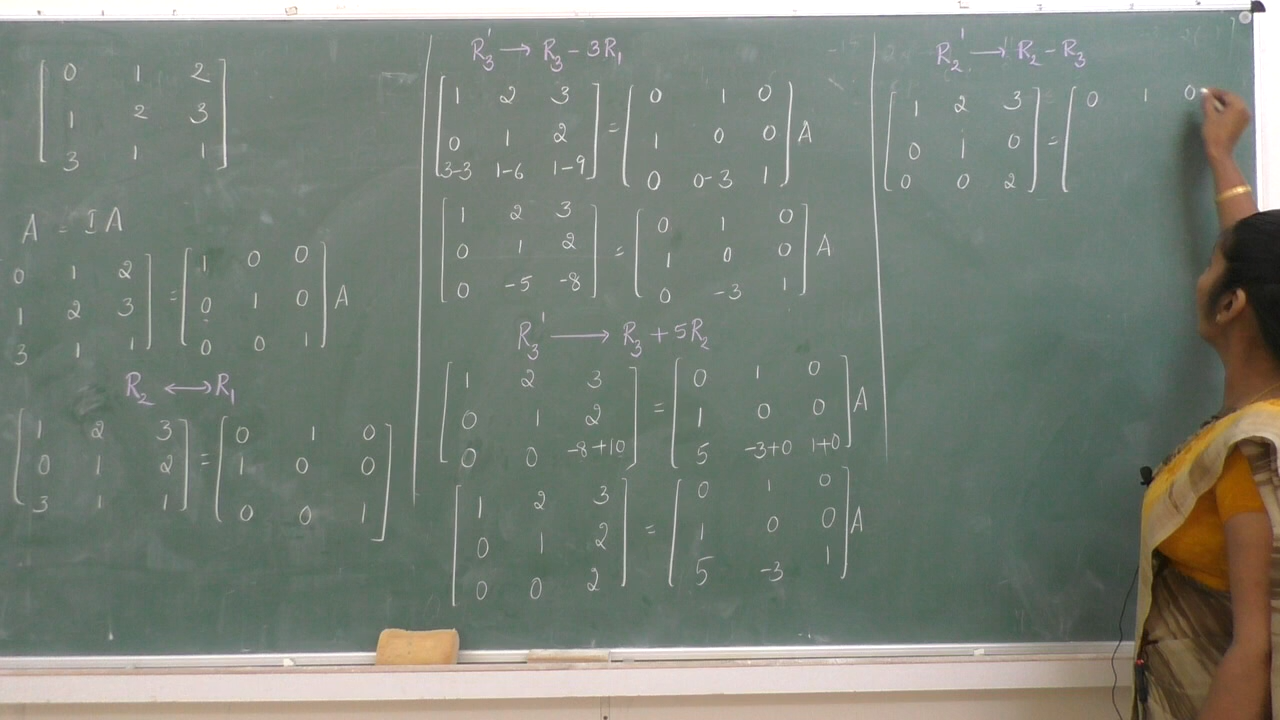 [0 1 2]
[1 2 3]
[3 1 1]
A = IA
0 1 2] = [1 0 0]
1 2 3] [0 1 0] A
3 1 1] [0 0 1]
R₂ ⟷ R₁
[1 2 3] = [0 1 0]
[0 1 2] [1 0 0]
[3 1 1] [0 0 1]
R₃' → R₃ - 3R₁
[1 2 3] = [0 1 0]
[0 1 2] [1 0 0] A
[3-3 1-6 1-9] [0 0-3 1]
[1 2 3] = [0 1 0]
[0 1 2] [1 0 0] A
[0 -5 -8] [0 -3 1]
R₃' → R₃ + 5R₂
[1 2 3] = [0 1 0]
[0 1 2] [1 0 0] A
[0 0 -8+10] [5 -3+0 1+0]
[1 2 3] = [0 1 0]
[0 1 2] [1 0 0] A
[0 0 2] [5 -3 1]
R₂' → R₂ - R₃
[1 2 3] = [0 1 0
[0 1 0]
[0 0 2]